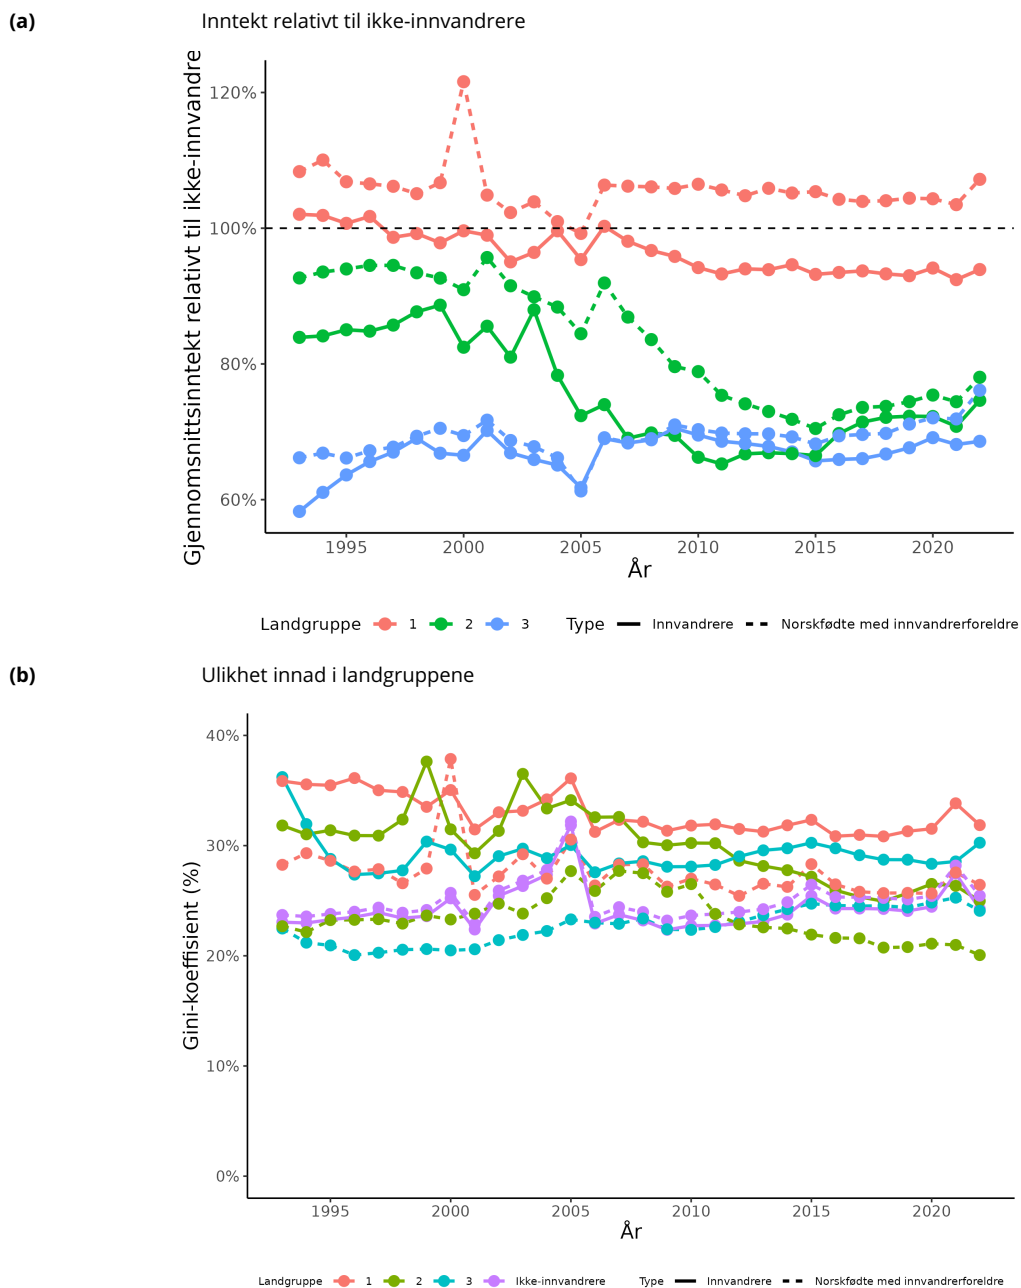 (a) Inntekt relativt til ikke-innvandrere
Gjennomsnittsinntekt relativt til ikke-innvandre
120%
100%
80%
60%
1995 2000 2005 2010 2015 2020
År
Landgruppe 1 2 3 Type Innvandrere Norskfødte med innvandrerforeldre
(b) Ulikhet innad i landgruppene
Gini-koeffisient (%)
40%
30%
20%
10%
0%
1995 2000 2005 2010 2015 2020
År
Landgruppe 1 2 3 Ikke-innvandrere Type Innvandrere Norskfødte med innvandrerforeldre